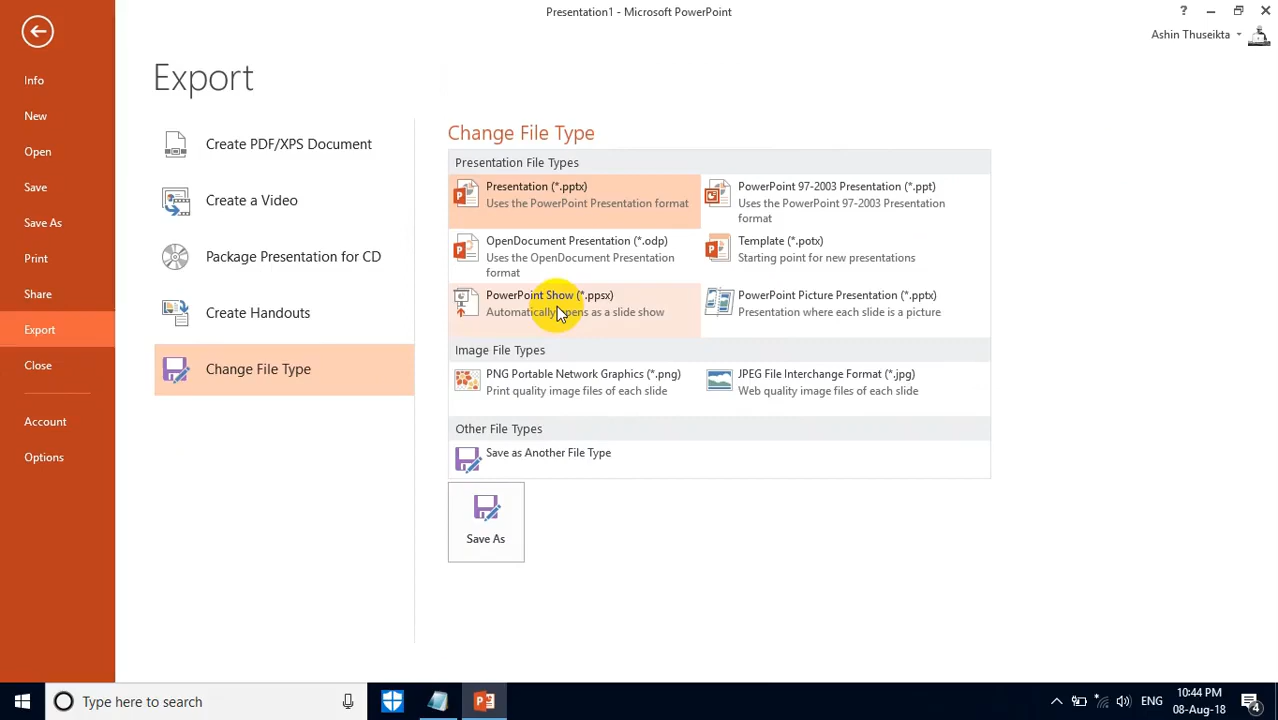 Presentation1 - Microsoft PowerPoint
?
Ashin Thuseikta
Info
New
Open
Save
Save As
Print
Share
Export
Close
Account
Options
Export
Create PDF/XPS Document
Create a Video
Package Presentation for CD
Create Handouts
Change File Type
Change File Type
Presentation File Types
Presentation (*.pptx)
Uses the PowerPoint Presentation format
PowerPoint 97-2003 Presentation (*.ppt)
Uses the PowerPoint 97-2003 Presentation
format
OpenDocument Presentation (*.odp)
Uses the OpenDocument Presentation
format
Template (*.potx)
Starting point for new presentations
PowerPoint Show (*.ppsx)
Automatically opens as a slide show
PowerPoint Picture Presentation (*.pptx)
Presentation where each slide is a picture
Image File Types
PNG Portable Network Graphics (*.png)
Print quality image files of each slide
JPEG File Interchange Format (*.jpg)
Web quality image files of each slide
Other File Types
Save as Another File Type
Save As
Type here to search
ENG
10:44 PM
08-Aug-18
4